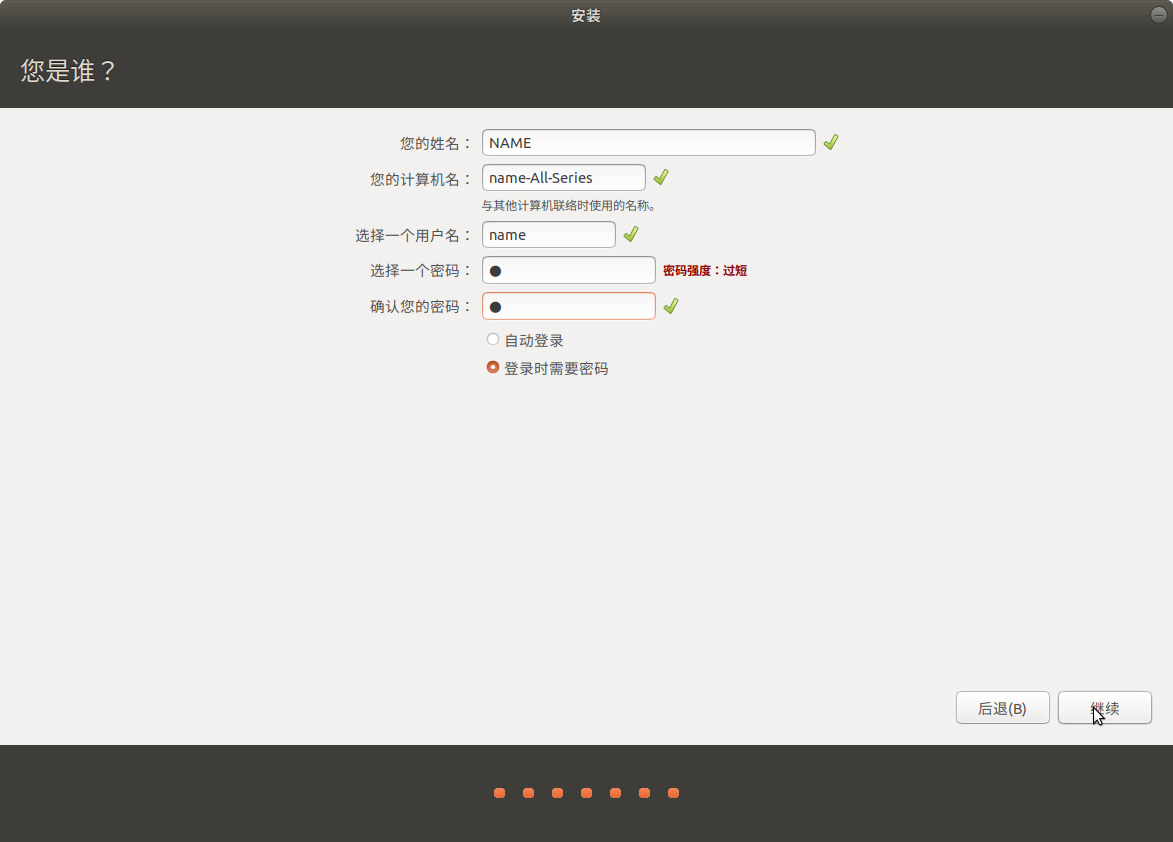 安装
您是谁？
您的姓名： NAME
您的计算机名： name-All-Series
与其他计算机联络时使用的名称。
选择一个用户名： name
选择一个密码： ● 密码强度：过短
确认您的密码： ●
自动登录
登录时需要密码
后退(B) 继续